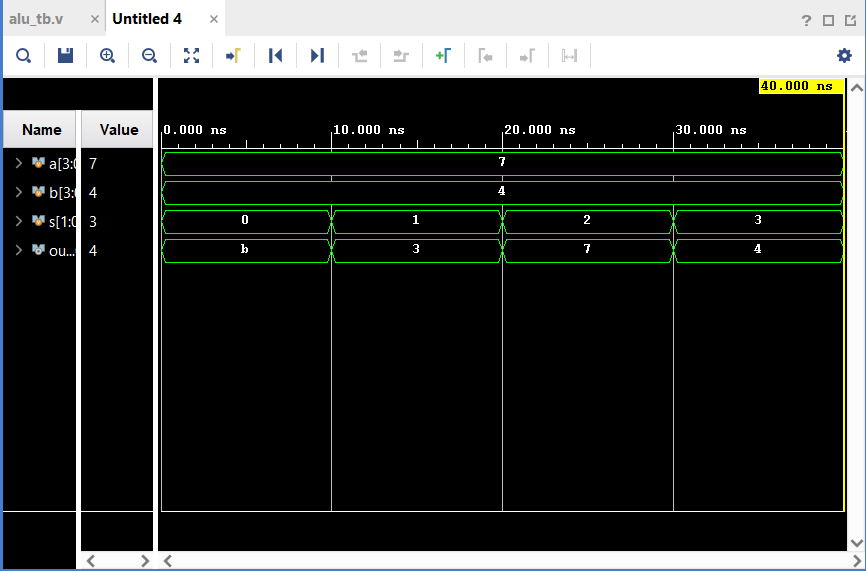 alu_tb.v × Untitled 4 × ?
40.000 ns
Name Value 0.000 ns 10.000 ns 20.000 ns 30.000 ns
a[3:0 7 7
b[3:0 4 4
s[1:0 3 0 1 2 3
ou... 4 b 3 7 4